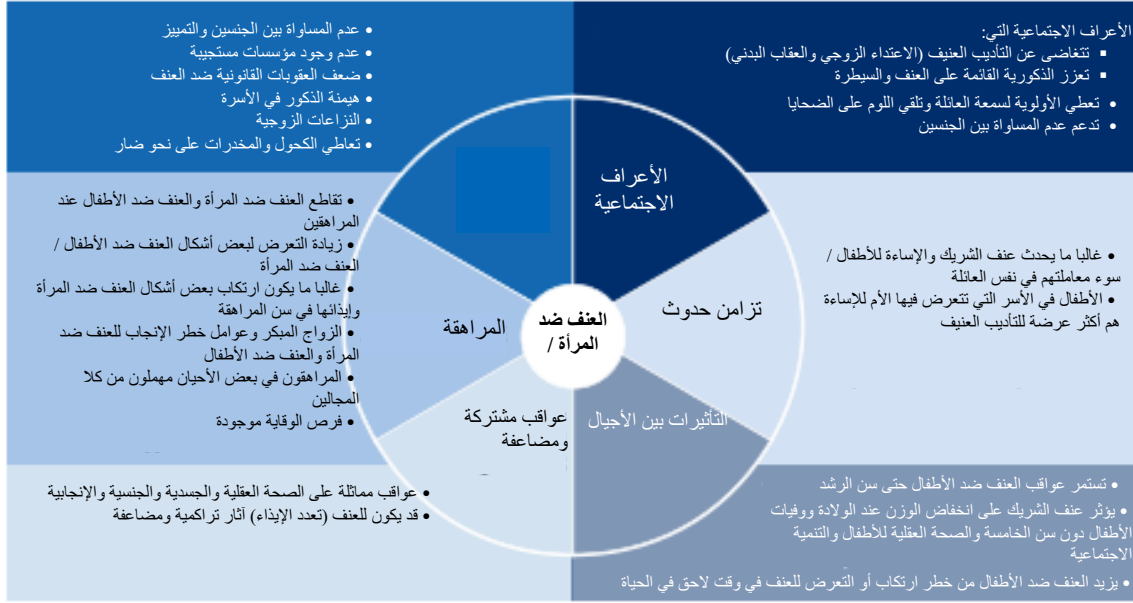 الأعراف الاجتماعية التي:
▪ تتغاضى عن التأديب العنيف (الاعتداء الزوجي والعقاب البدني)
▪ تعزز الذكورية القائمة على العنف والسيطرة
• تعطي الأولوية لسمعة العائلة وتلقي اللوم على الضحايا
• تدعم عدم المساواة بين الجنسين
• عدم المساواة بين الجنسين والتمييز
• عدم وجود مؤسسات مستجيبة
• ضعف العقوبات القانونية ضد العنف
• هيمنة الذكور في الأسرة
• النزاعات الزوجية
• تعاطي الكحول والمخدرات على نحو ضار
الأعراف
الاجتماعية
• غالبا ما يحدث عنف الشريك والإساءة للأطفال /
سوء معاملتهم في نفس العائلة
• الأطفال في الأسر التي تتعرض فيها الأم للإساءة
هم أكثر عرضة للتأديب العنيف
تزامن حدوث
العنف ضد
المرأة /
المراهقة
• تقاطع العنف ضد المرأة والعنف ضد الأطفال عند
المراهقين
• زيادة التعرض لبعض أشكال العنف ضد الأطفال /
العنف ضد المرأة
• غالبا ما يكون ارتكاب بعض أشكال العنف ضد المرأة
وإيذائها في سن المراهقة
• الزواج المبكر وعوامل خطر الإنجاب للعنف ضد
المرأة والعنف ضد الأطفال
• المراهقون في بعض الأحيان مهملون من كلا
المجالين
• فرص الوقاية موجودة
التأثيرات بين الأجيال
عواقب مشتركة
ومضاعفة
• تستمر عواقب العنف ضد الأطفال حتى سن الرشد
• يؤثر عنف الشريك على انخفاض الوزن عند الولادة ووفيات
الأطفال دون سن الخامسة والصحة العقلية للأطفال والتنمية
الاجتماعية
• يزيد العنف ضد الأطفال من خطر ارتكاب أو التعرض للعنف في وقت لاحق في الحياة
• عواقب مماثلة على الصحة العقلية والجسدية والجنسية والإنجابية
• قد يكون للعنف (تعدد الإيذاء) آثار تراكمية ومضاعفة